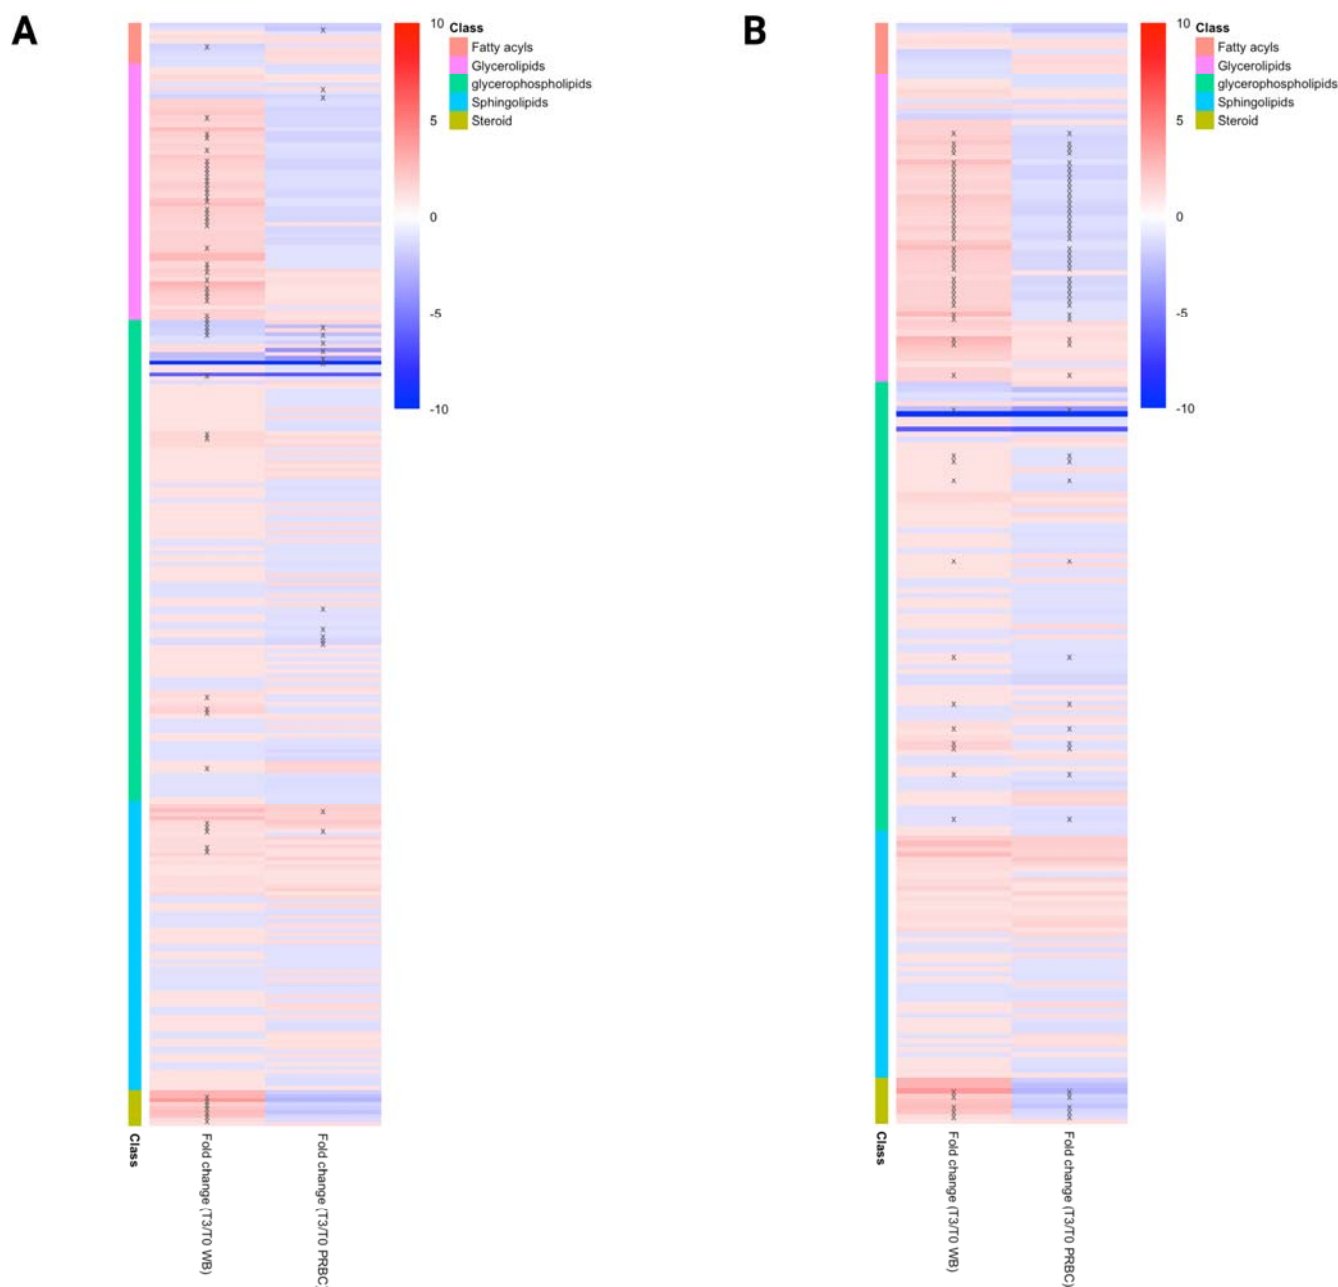 A
10
5
0
-5
-10
Class
Fatty acyls
Glycerolipids
glycerophospholipids
Sphingolipids
Steroid
Class
Fold change (T3/T0 WB)
Fold change (T3/T0 PRBC)
B
10
5
0
-5
-10
Class
Fatty acyls
Glycerolipids
glycerophospholipids
Sphingolipids
Steroid
Class
Fold change (T3/T0 WB)
Fold change (T3/T0 PRBC)